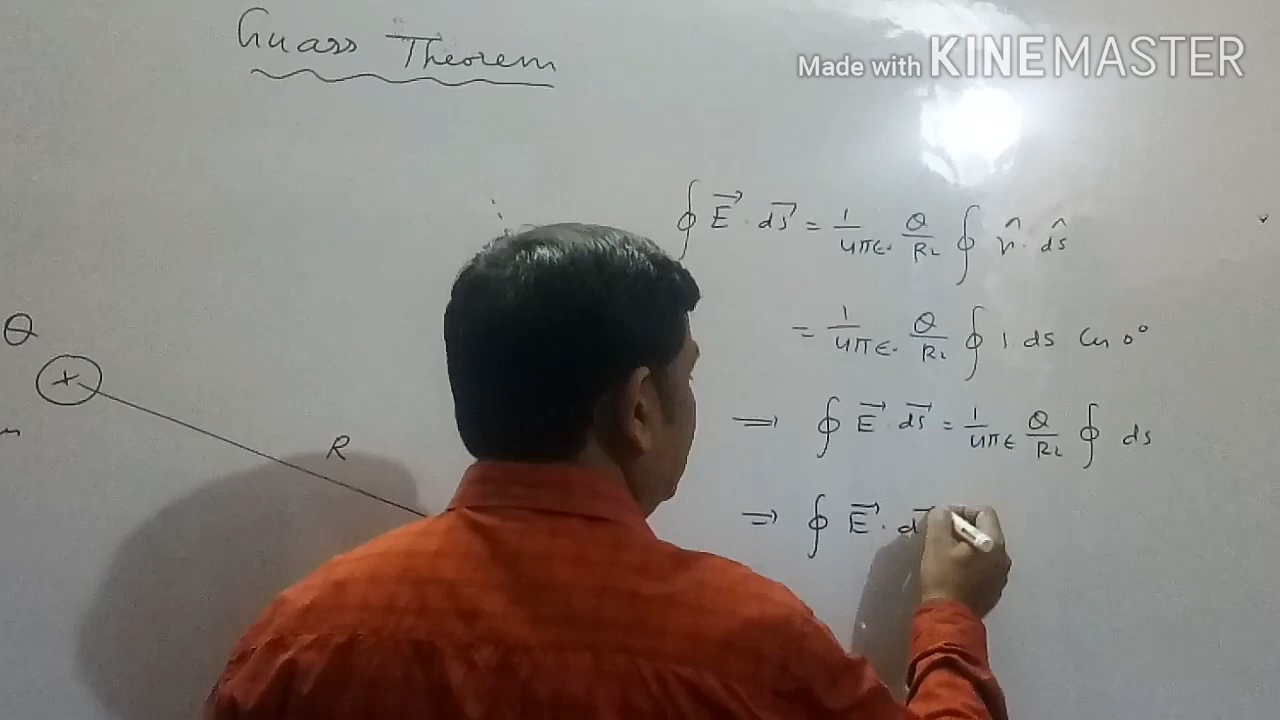 Guass Theorem
Made with KINEMASTER
∮ E⃗ · ds⃗ = 1/4πε₀ · Q/R² ∮ r̂ · dŝ
= 1/4πε₀ · Q/R² ∮ 1 ds Cos 0°
⟹ ∮ E⃗ · ds⃗ = 1/4πε Q/R² ∮ ds
⟹ ∮ E⃗ · d
Q
+
R